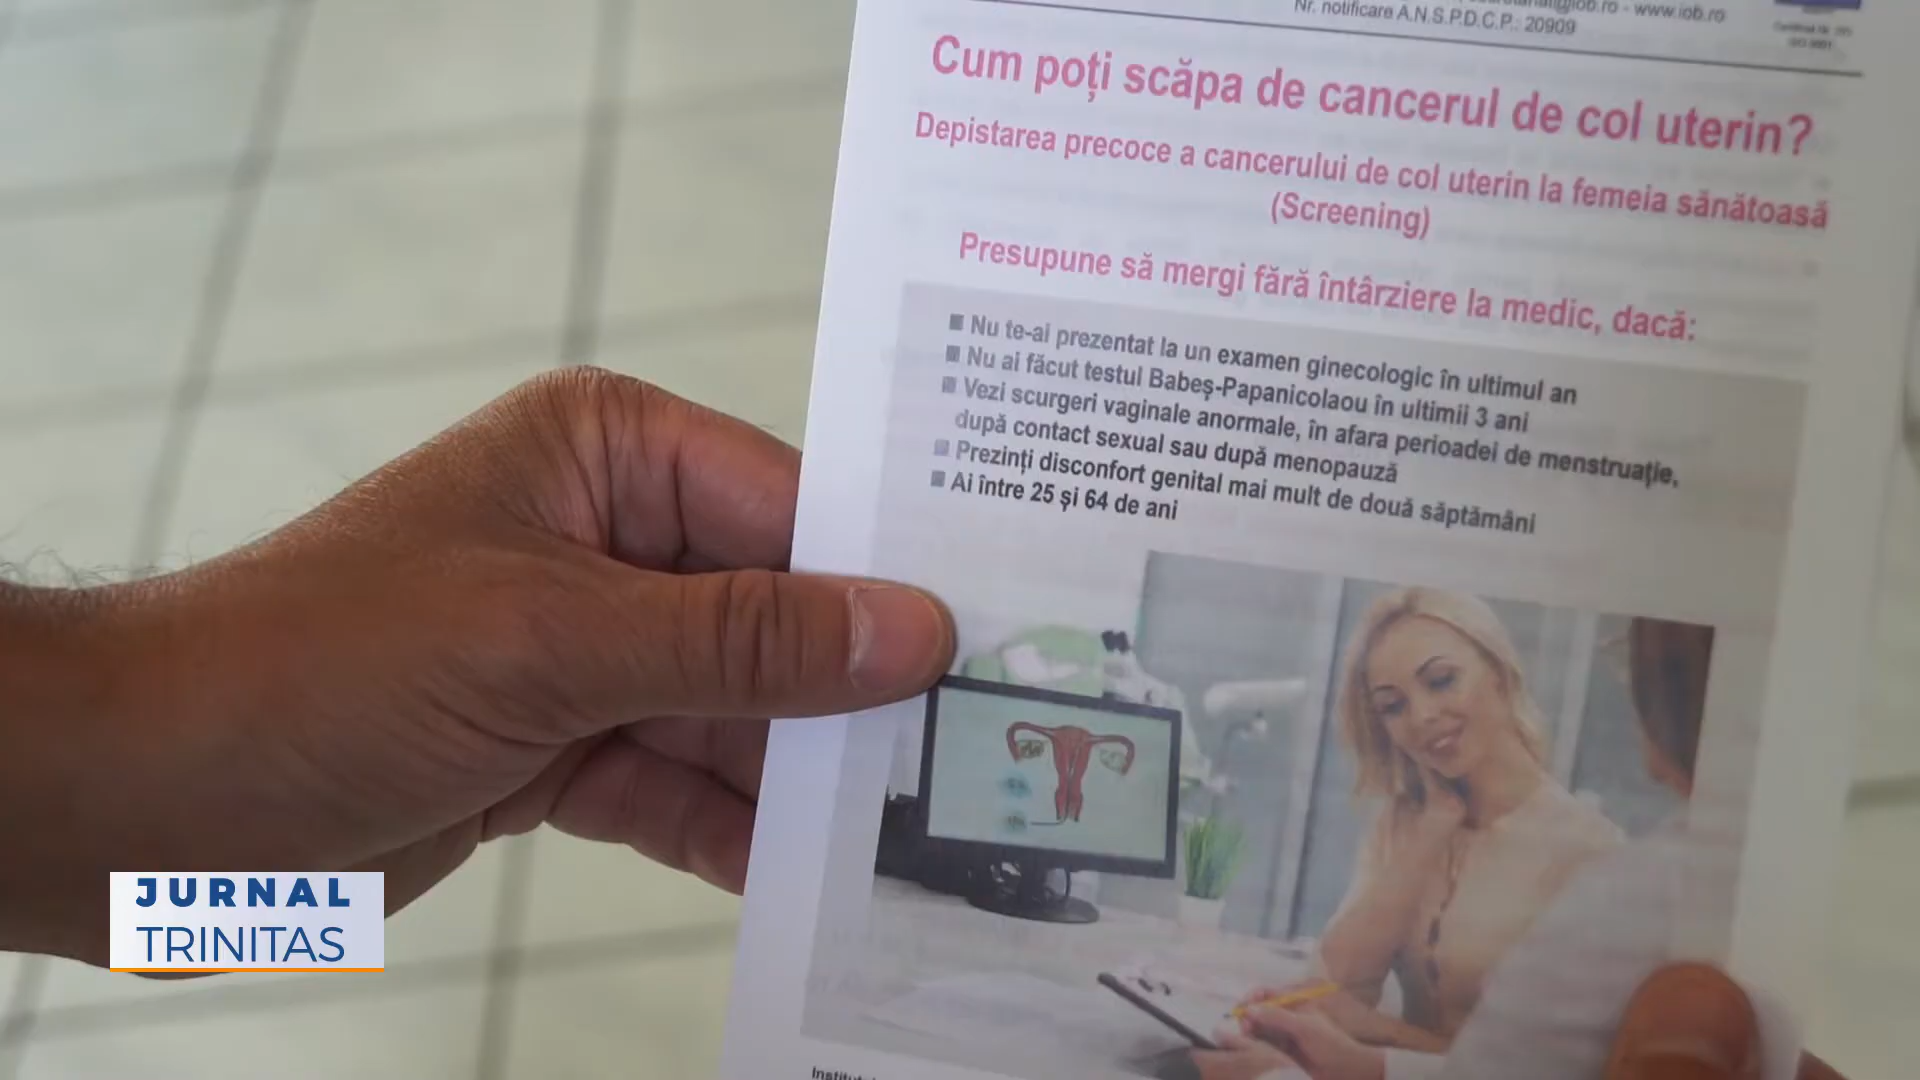 Nr. notificare A.N.S.P.D.C.P.: 20909
www.iob.ro
Cum poți scăpa de cancerul de col uterin?
Depistarea precoce a cancerului de col uterin la femeia sănătoasă
(Screening)
Presupune să mergi fără întârziere la medic, dacă:
■ Nu te-ai prezentat la un examen ginecologic în ultimul an
■ Nu ai făcut testul Babeș-Papanicolaou în ultimii 3 ani
■ Vezi scurgeri vaginale anormale, în afara perioadei de menstruație,
după contact sexual sau după menopauză
■ Prezinți disconfort genital mai mult de două săptămâni
■ Ai între 25 și 64 de ani
JURNAL
TRINITAS